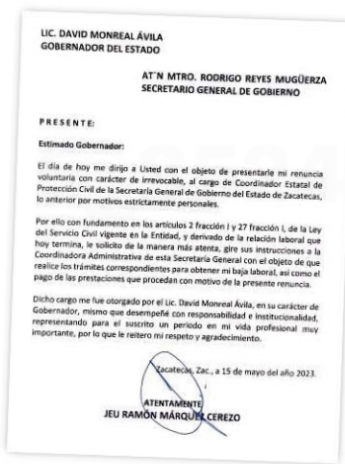 LIC. DAVID MONREAL ÁVILA
GOBERNADOR DEL ESTADO
AT´N MTRO. RODRIGO REYES MUGÜERZA
SECRETARIO GENERAL DE GOBIERNO
P R E S E N T E:
Estimado Gobernador:
El día de hoy me dirijo a Usted con el objeto de presentarle mi renuncia
voluntaria con carácter de irrevocable, al cargo de Coordinador Estatal de
Protección Civil de la Secretaría General de Gobierno del Estado de Zacatecas,
lo anterior por motivos estrictamente personales.
Por ello con fundamento en los artículos 2 fracción I y 27 fracción I, de la Ley
del Servicio Civil Vigente en la Entidad, y derivado de la relación laboral que
hoy termina, le solicito de la manera más atenta, gire sus instrucciones a la
Coordinadora Administrativa de esta Secretaría General con el objeto de que
realice los trámites correspondientes para obtener mi baja laboral, así como el
pago de las prestaciones que procedan con motivo de la presente renuncia.
Dicho cargo me fue otorgado por el Lic. David Monreal Ávila, en su carácter de
Gobernador, mismo que desempeñé con responsabilidad e institucionalidad,
representando para el suscrito un periodo en mi vida profesional muy
importante, por lo que le reitero mi respeto y agradecimiento.
Zacatecas, Zac., a 15 de mayo del año 2023.
ATENTAMENTE
JEU RAMÓN MÁRQUEZ CEREZO